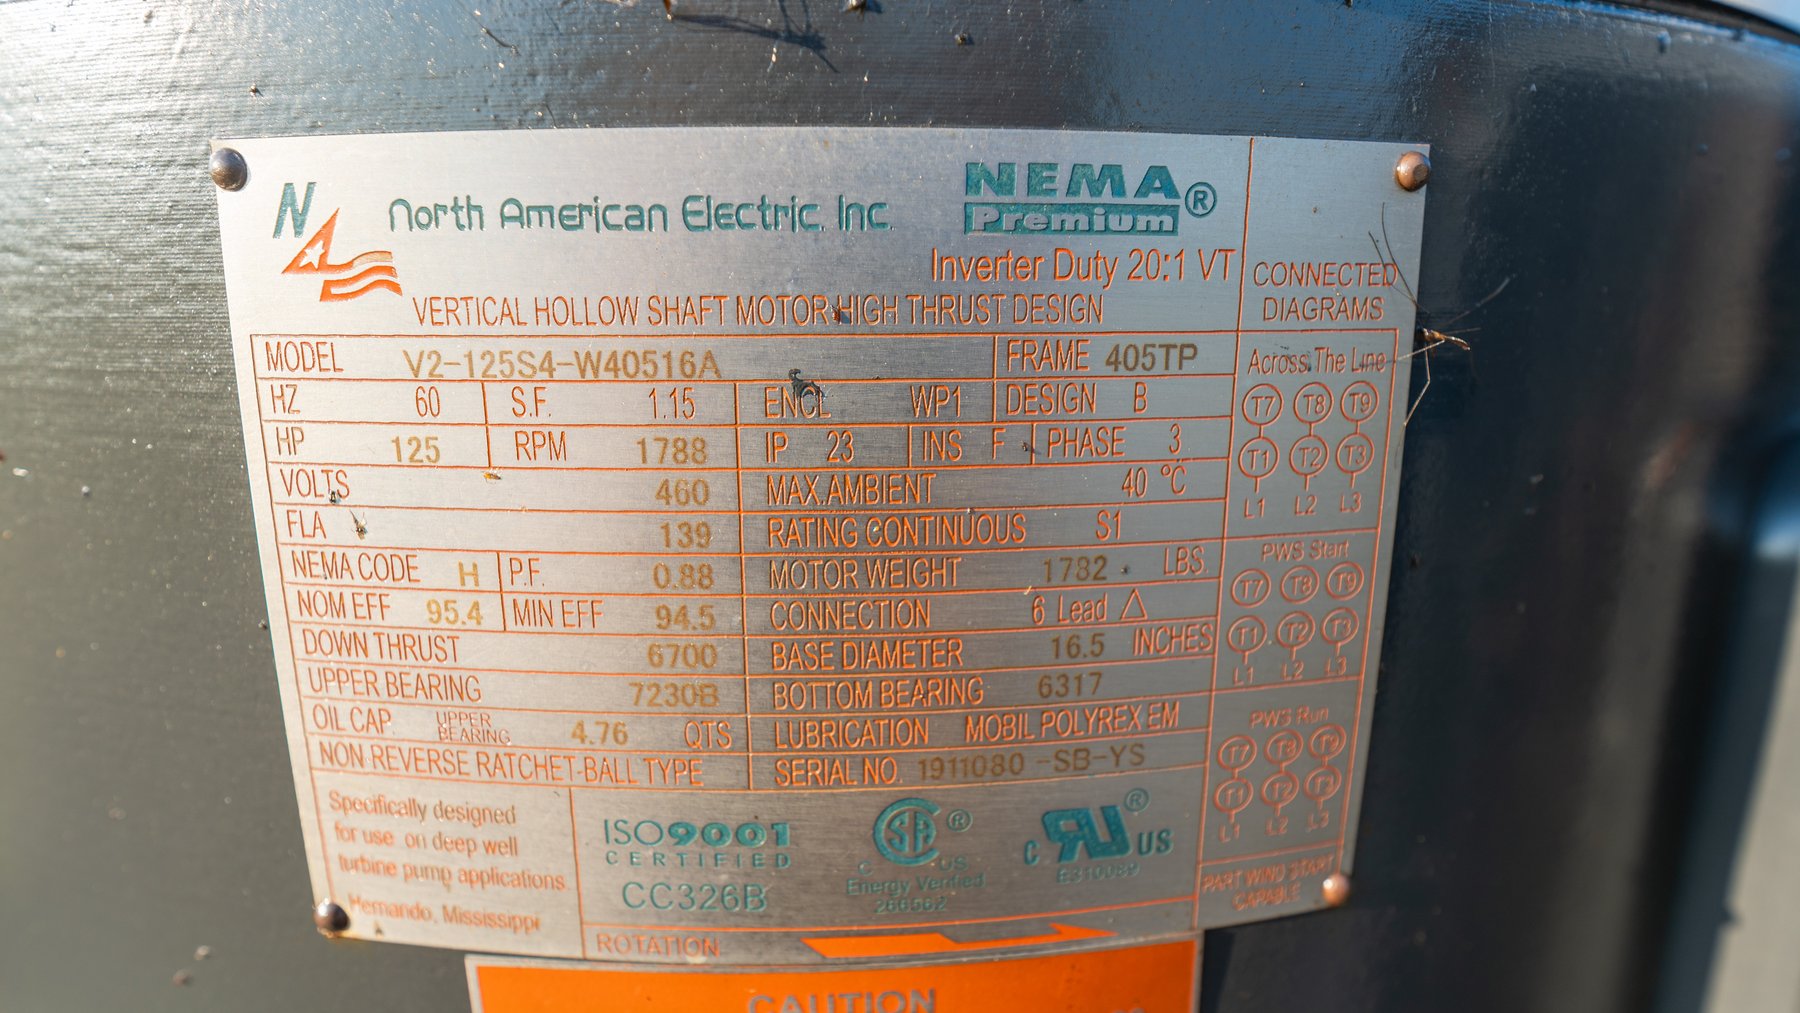 N
North American Electric, Inc.
NEMA®
Premium
Inverter Duty 20:1 VT
VERTICAL HOLLOW SHAFT MOTOR-HIGH THRUST DESIGN
MODEL V2-125S4-W40516A FRAME 405TP
HZ 60 S.F. 1.15 ENCL WP1 DESIGN B
HP 125 RPM 1788 IP 23 INS F PHASE 3
VOLTS 460 MAX.AMBIENT 40 °C
FLA 139 RATING CONTINUOUS S1
NEMA CODE H P.F. 0.88 MOTOR WEIGHT 1782 LBS.
NOM EFF 95.4 MIN EFF 94.5 CONNECTION 6 Lead △
DOWN THRUST 6700 BASE DIAMETER 16.5 INCHES
UPPER BEARING 7230B BOTTOM BEARING 6317
OIL CAP. UPPER BEARING 4.76 QTS LUBRICATION MOBIL POLYREX EM
NON-REVERSE RATCHET-BALL TYPE SERIAL NO. 1911080 -SB-YS
Specifically designed
for use on deep well
turbine pump applications.
Hernando, Mississippi
ISO9001
CERTIFIED
CC326B
SA®
C US
Energy Verified
266562
C RU® US
E310089
ROTATION
CONNECTED
DIAGRAMS
Across The Line
T7 T8 T9
T1 T2 T3
L1 L2 L3
PWS Start
T7 T8 T9
T1 T2 T3
L1 L2 L3
PWS Run
T7 T8 T9
T1 T2 T3
L1 L2 L3
PART WIND START
CAPABLE
CAUTION